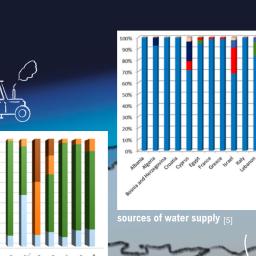 100%
90%
80%
70%
60%
50%
40%
30%
20%
10%
0%
Albania
Algeria
Bosnia and Herzegovina
Croatia
Cyprus
Egypt
France
Greece
Israel
Italy
Lebanon
sources of water supply [5]